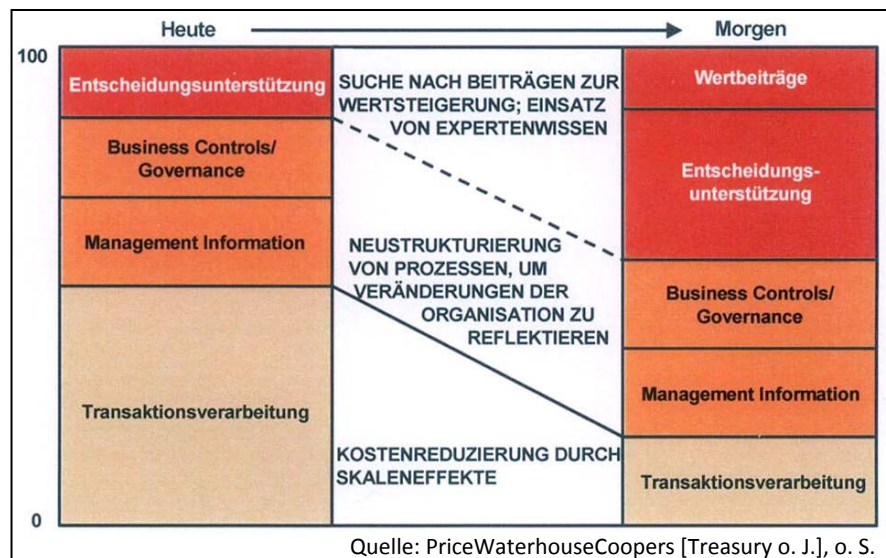 Heute
Morgen
100
Entscheidungsunterstützung
Business Controls/
Governance
Management Information
Transaktionsverarbeitung
0
SUCHE NACH BEITRÄGEN ZUR
WERTSTEIGERUNG; EINSATZ
VON EXPERTENWISSEN
NEUSTRUKTURIERUNG
VON PROZESSEN, UM
VERÄNDERUNGEN DER
ORGANISATION ZU
REFLEKTIEREN
KOSTENREDUZIERUNG DURCH
SKALENEFFEKTE
Wertbeiträge
Entscheidungs-
unterstützung
Business Controls/
Governance
Management Information
Transaktionsverarbeitung
Quelle: PriceWaterhouseCoopers [Treasury o. J.], o. S.